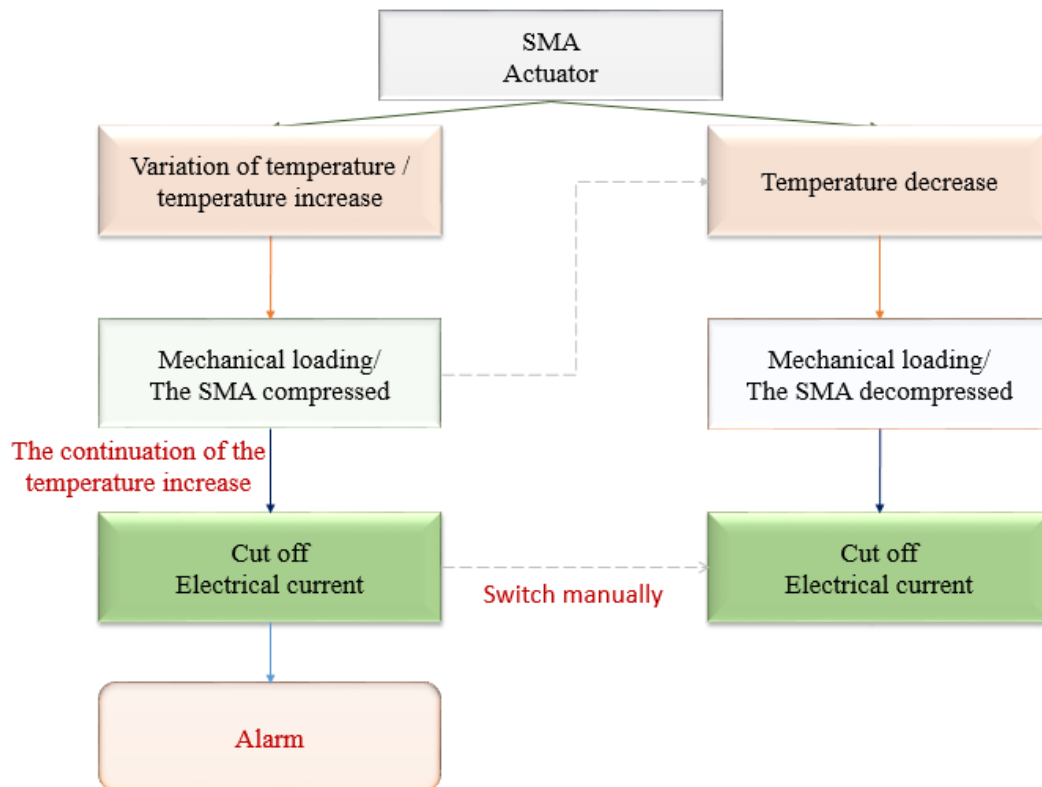 SMA
Actuator
Variation of temperature /
temperature increase
Temperature decrease
Mechanical loading/
The SMA compressed
Mechanical loading/
The SMA decompressed
The continuation of the
temperature increase
Cut off
Electrical current
Switch manually
Cut off
Electrical current
Alarm